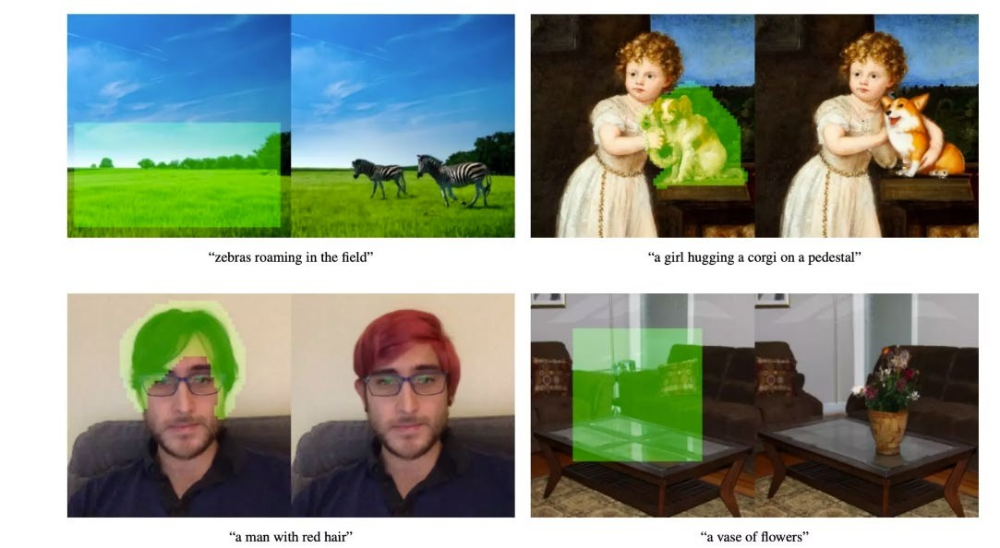 “zebras roaming in the field”
“a girl hugging a corgi on a pedestal”
“a man with red hair”
“a vase of flowers”